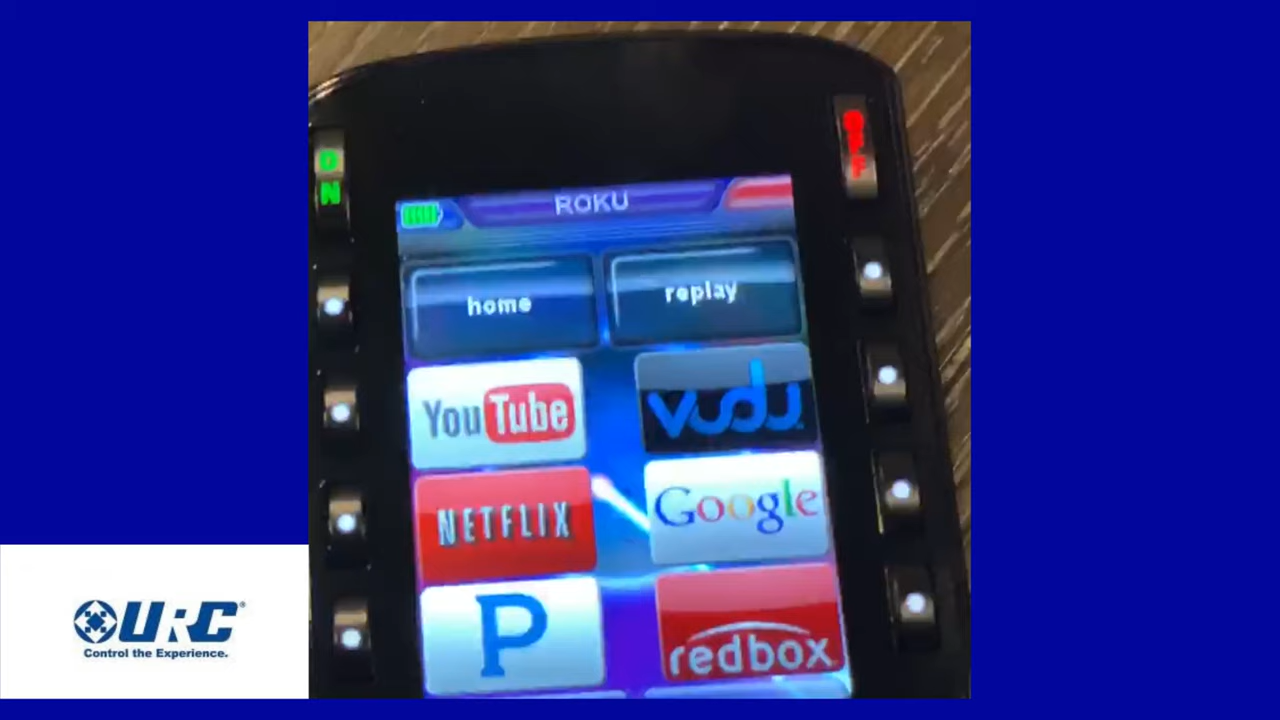 ON
OFF
ROKU
home
replay
YouTube
vudu
NETFLIX
Google
P
redbox
URC®
Control the Experience.